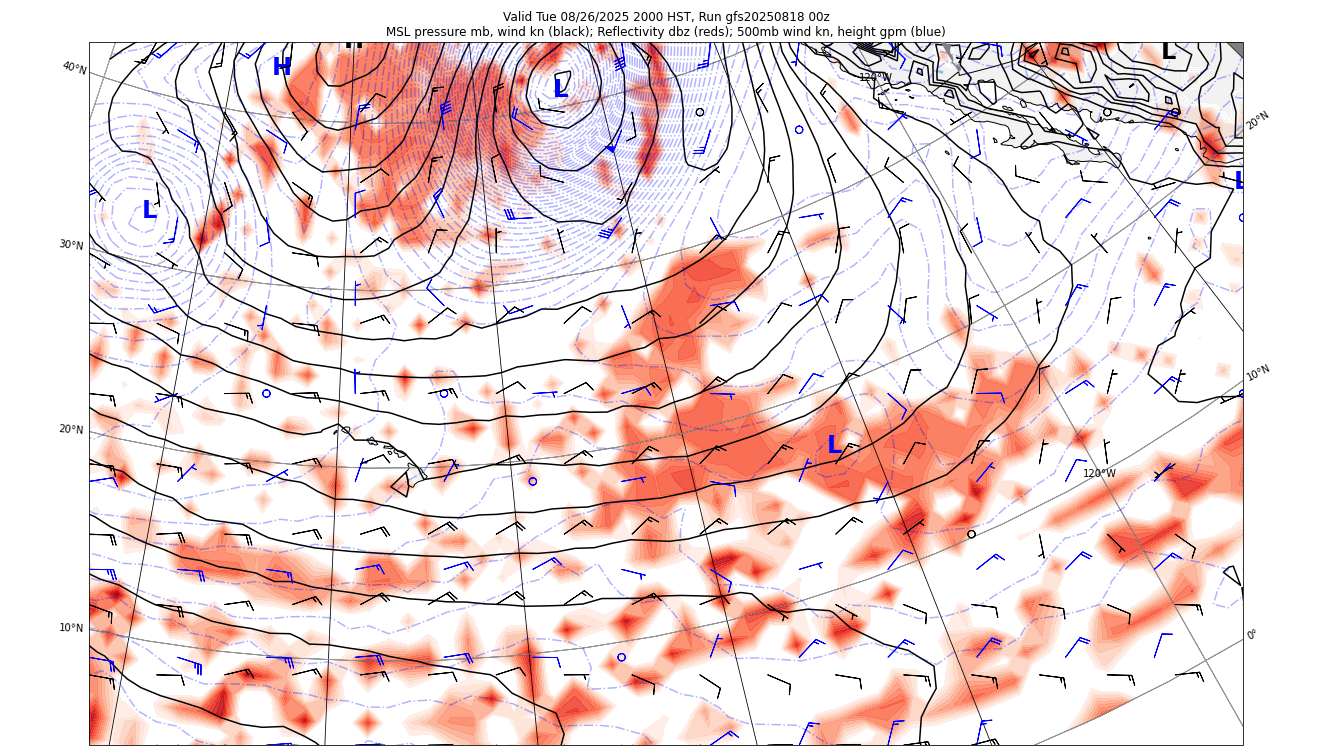 Valid Tue 08/26/2025 2000 HST, Run gfs20250818 00z
MSL pressure mb, wind kn (black); Reflectivity dbz (reds); 500mb wind kn, height gpm (blue)
H
L
L
40°N
120°W
20°N
L
L
30°N
10°N
20°N
L
120°W
10°N
0°